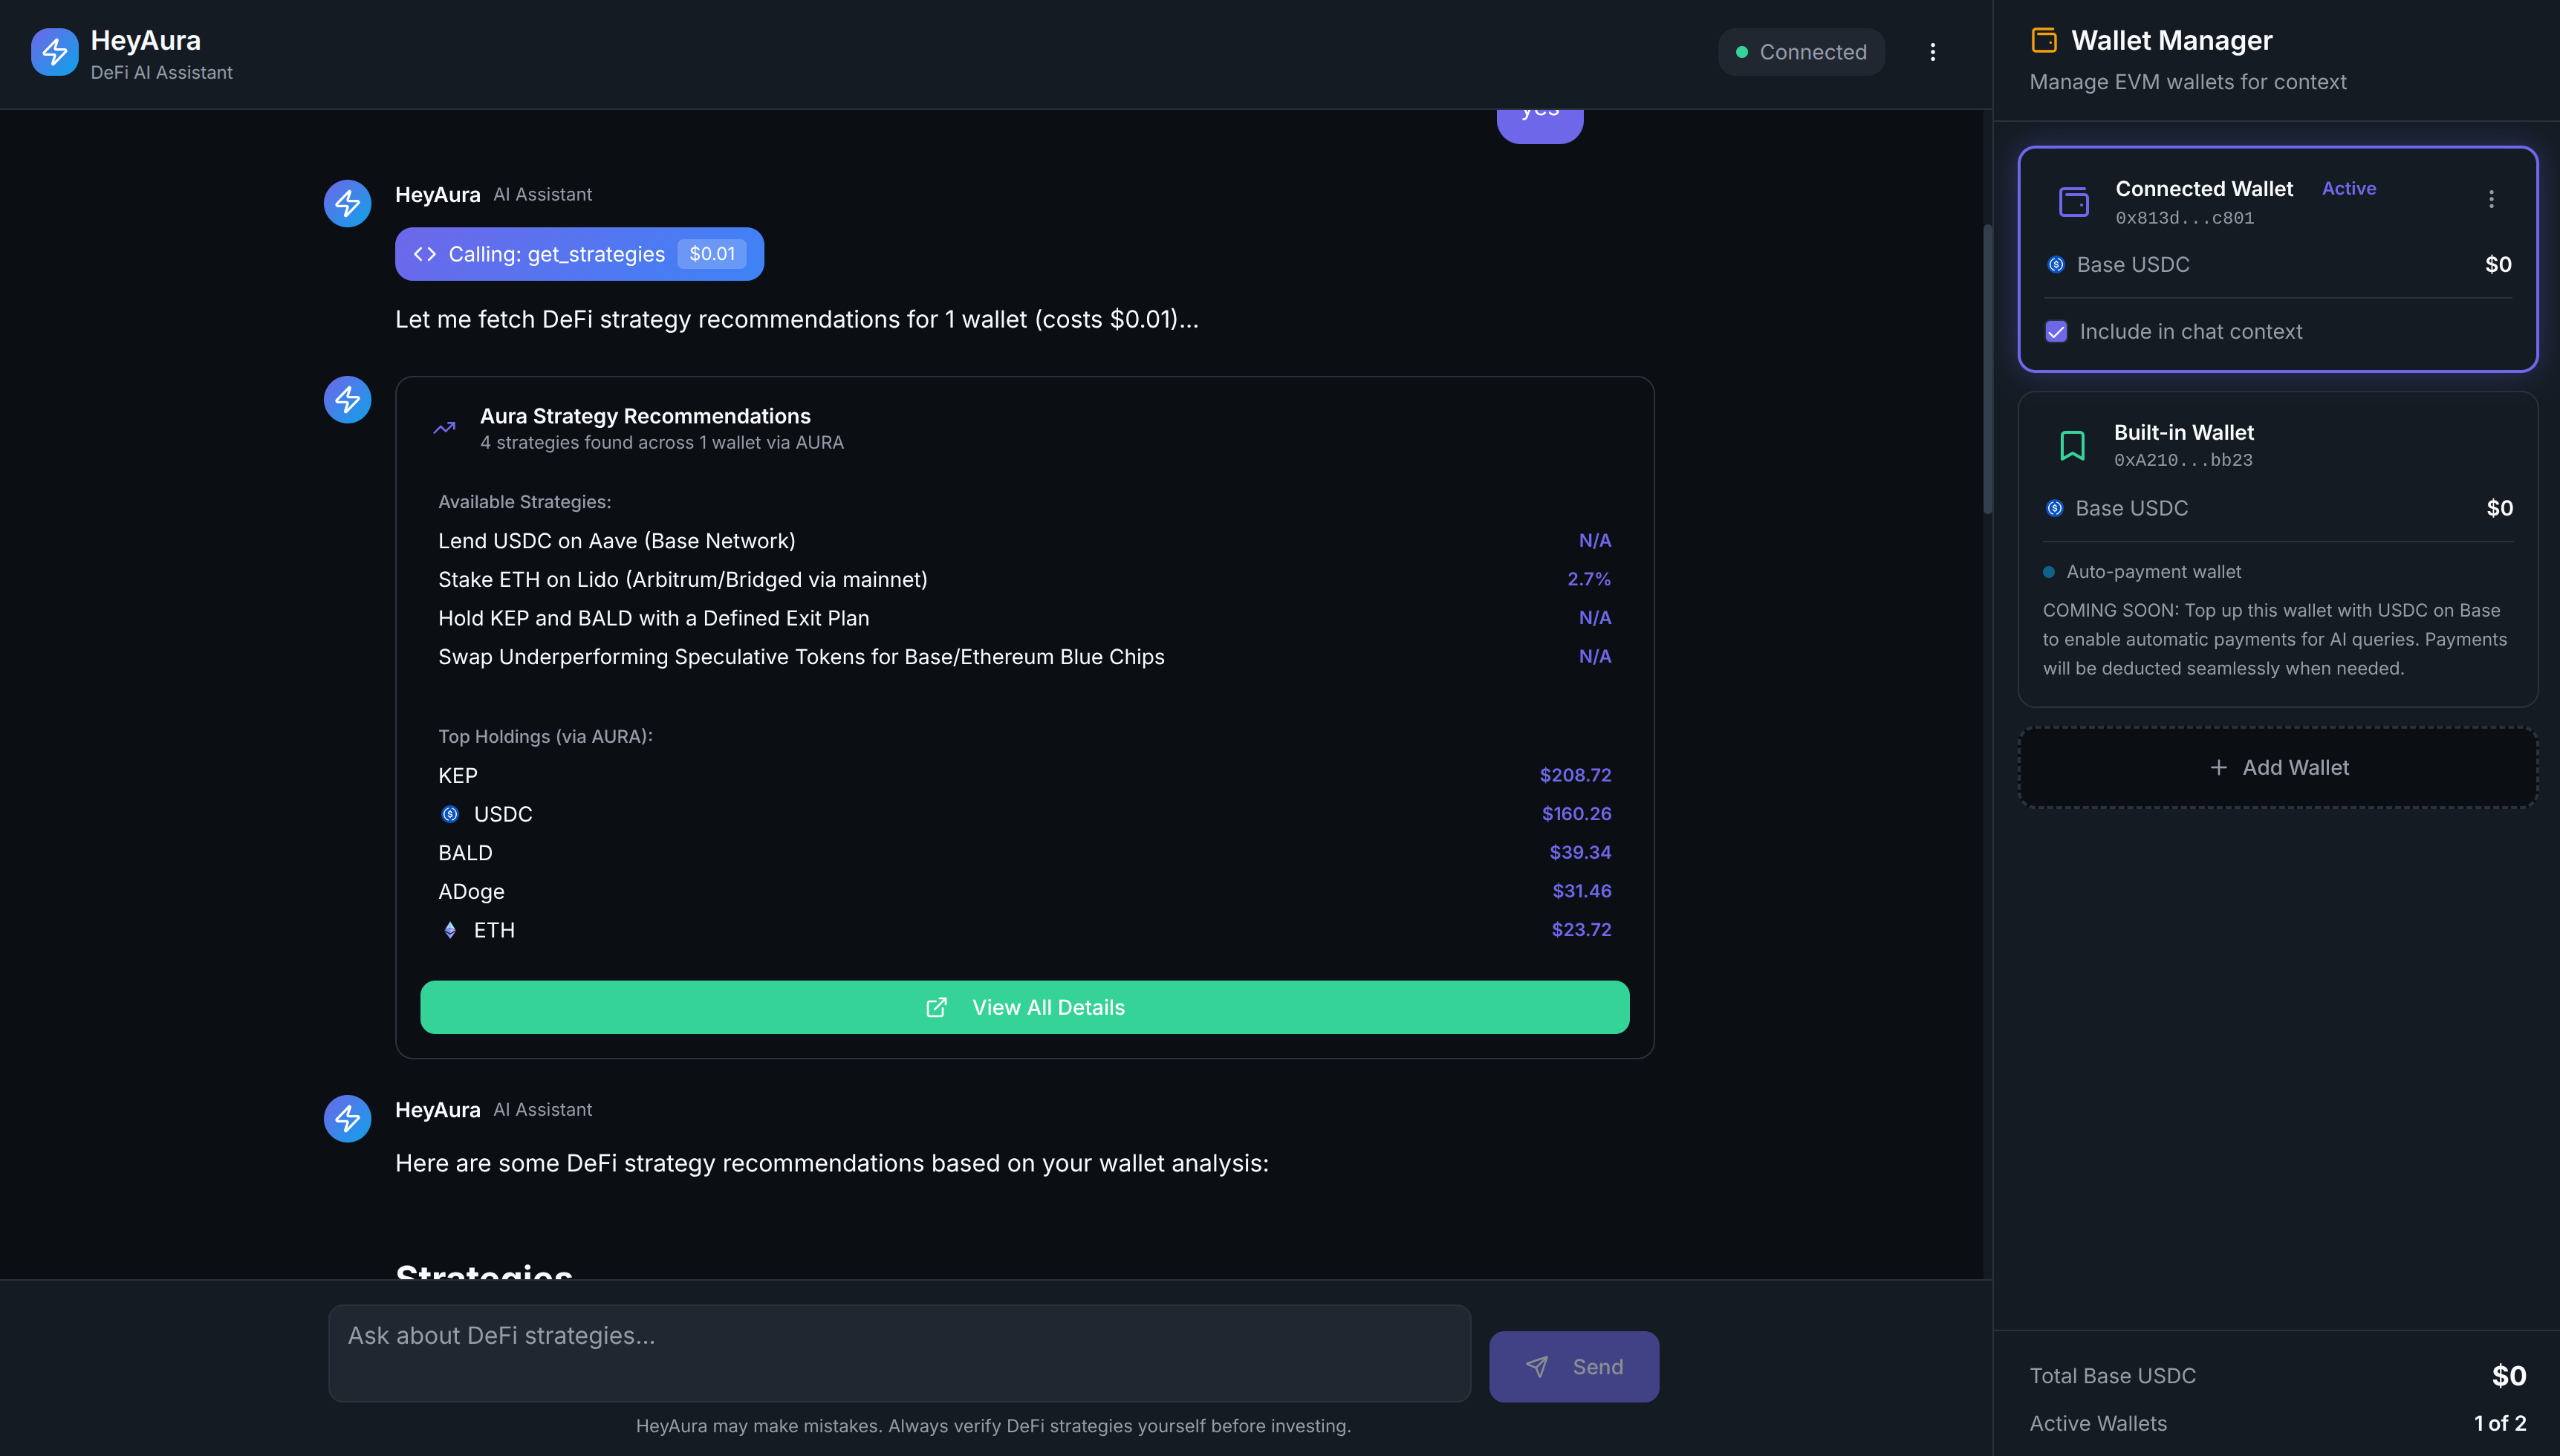 HeyAura
DeFi AI Assistant
Connected
yes
HeyAura AI Assistant
Calling: get_strategies $0.01
Let me fetch DeFi strategy recommendations for 1 wallet (costs $0.01)...
Aura Strategy Recommendations
4 strategies found across 1 wallet via AURA
Available Strategies:
Lend USDC on Aave (Base Network) N/A
Stake ETH on Lido (Arbitrum/Bridged via mainnet) 2.7%
Hold KEP and BALD with a Defined Exit Plan N/A
Swap Underperforming Speculative Tokens for Base/Ethereum Blue Chips N/A
Top Holdings (via AURA):
KEP $208.72
USDC $160.26
BALD $39.34
ADoge $31.46
ETH $23.72
View All Details
HeyAura AI Assistant
Here are some DeFi strategy recommendations based on your wallet analysis:
Strategies
Ask about DeFi strategies...
Send
HeyAura may make mistakes. Always verify DeFi strategies yourself before investing.
Wallet Manager
Manage EVM wallets for context
Connected Wallet Active
0x813d...c801
Base USDC $0
Include in chat context
Built-in Wallet
0xA210...bb23
Base USDC $0
Auto-payment wallet
COMING SOON: Top up this wallet with USDC on Base
to enable automatic payments for AI queries. Payments
will be deducted seamlessly when needed.
+ Add Wallet
Total Base USDC $0
Active Wallets 1 of 2